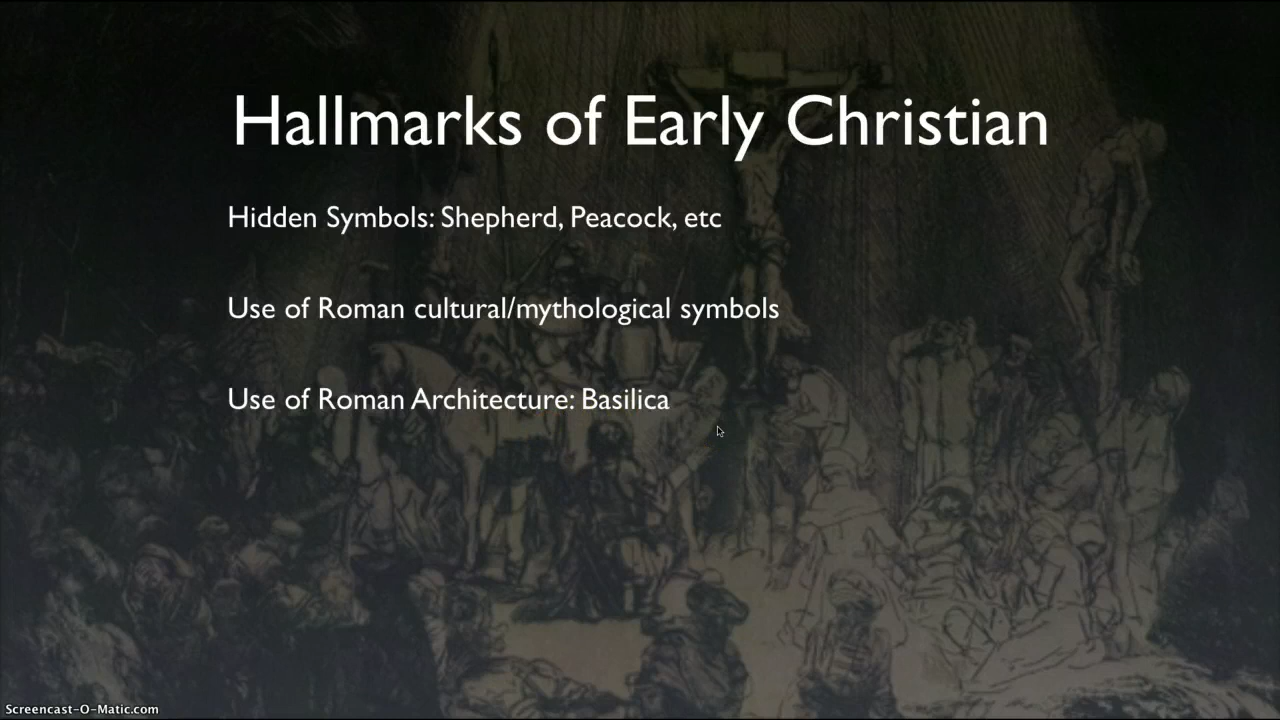 Hallmarks of Early Christian
Hidden Symbols: Shepherd, Peacock, etc
Use of Roman cultural/mythological symbols
Use of Roman Architecture: Basilica
Screencast-O-Matic.com